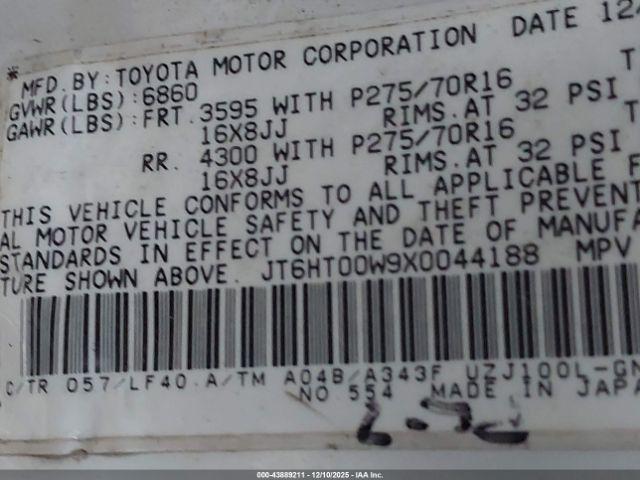 *MFD.BY:TOYOTA MOTOR CORPORATION DATE 12/
GVWR(LBS):6860
GAWR(LBS):FRT.3595 WITH P275/70R16 T
16X8JJ RIMS.AT 32 PSI
RR. 4300 WITH P275/70R16 T
16X8JJ RIMS.AT 32 PSI
THIS VEHICLE CONFORMS TO ALL APPLICABLE F
AL MOTOR VEHICLE SAFETY AND THEFT PREVENT
STANDARDS IN EFFECT ON THE DATE OF MANUFA
TURE SHOWN ABOVE. JT6HT00W9X0044188 MPV
C/TR 057/LF40.A/TM A04B/A343F UZJ100L-GN
NO.554 MADE IN JAPA
000-43889211 - 12/10/2025 - IAA Inc.